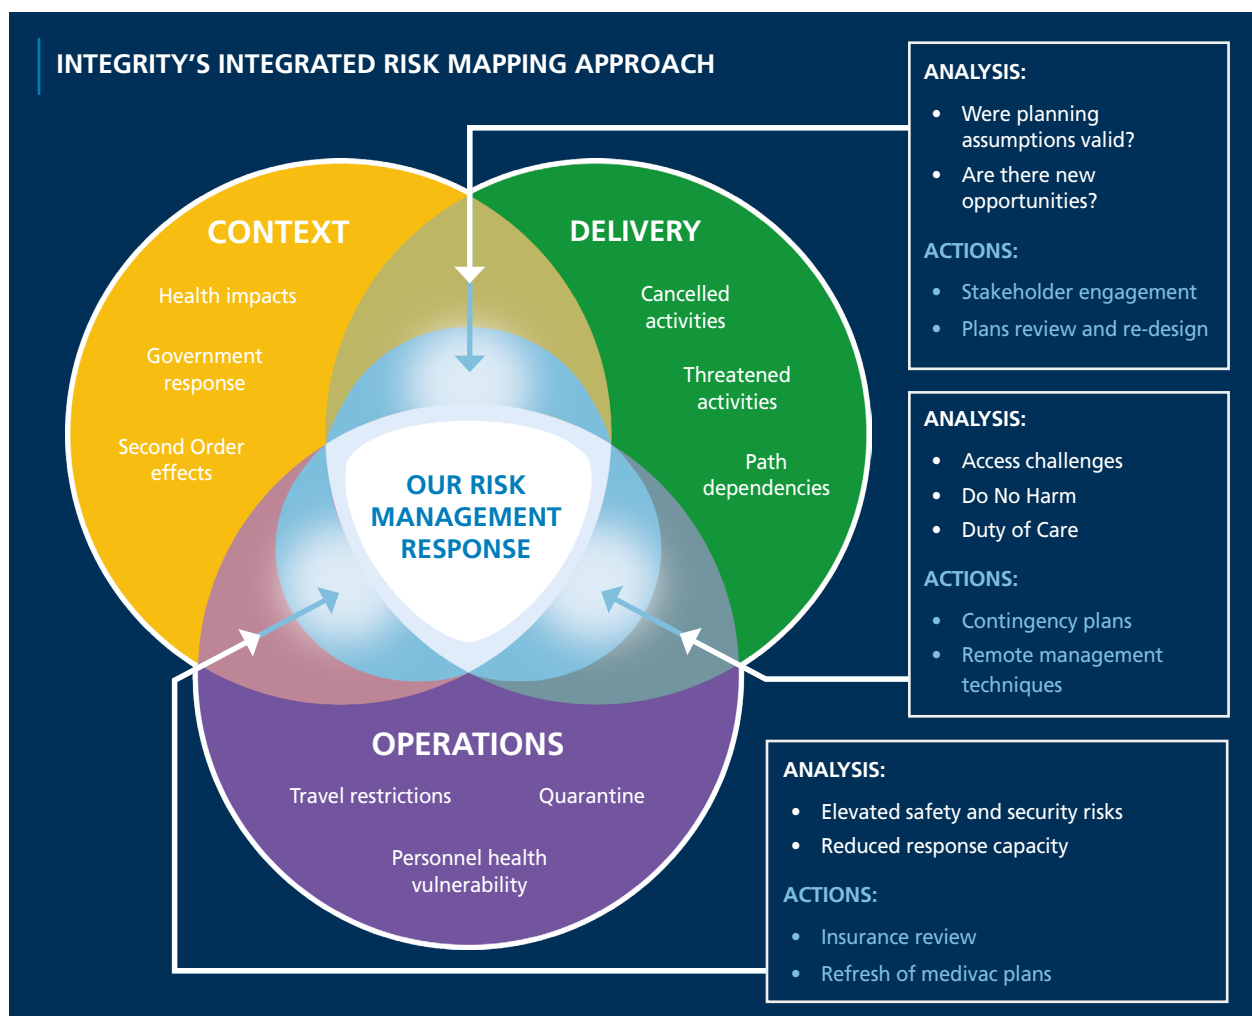 INTEGRITY’S INTEGRATED RISK MAPPING APPROACH
CONTEXT
Health impacts
Government
response
Second Order
effects
DELIVERY
Cancelled
activities
Threatened
activities
Path
dependencies
OUR RISK
MANAGEMENT
RESPONSE
OPERATIONS
Travel restrictions
Quarantine
Personnel health
vulnerability
ANALYSIS:
• Were planning
assumptions valid?
• Are there new
opportunities?
ACTIONS:
• Stakeholder engagement
• Plans review and re-design
ANALYSIS:
• Access challenges
• Do No Harm
• Duty of Care
ACTIONS:
• Contingency plans
• Remote management
techniques
ANALYSIS:
• Elevated safety and security risks
• Reduced response capacity
ACTIONS:
• Insurance review
• Refresh of medivac plans